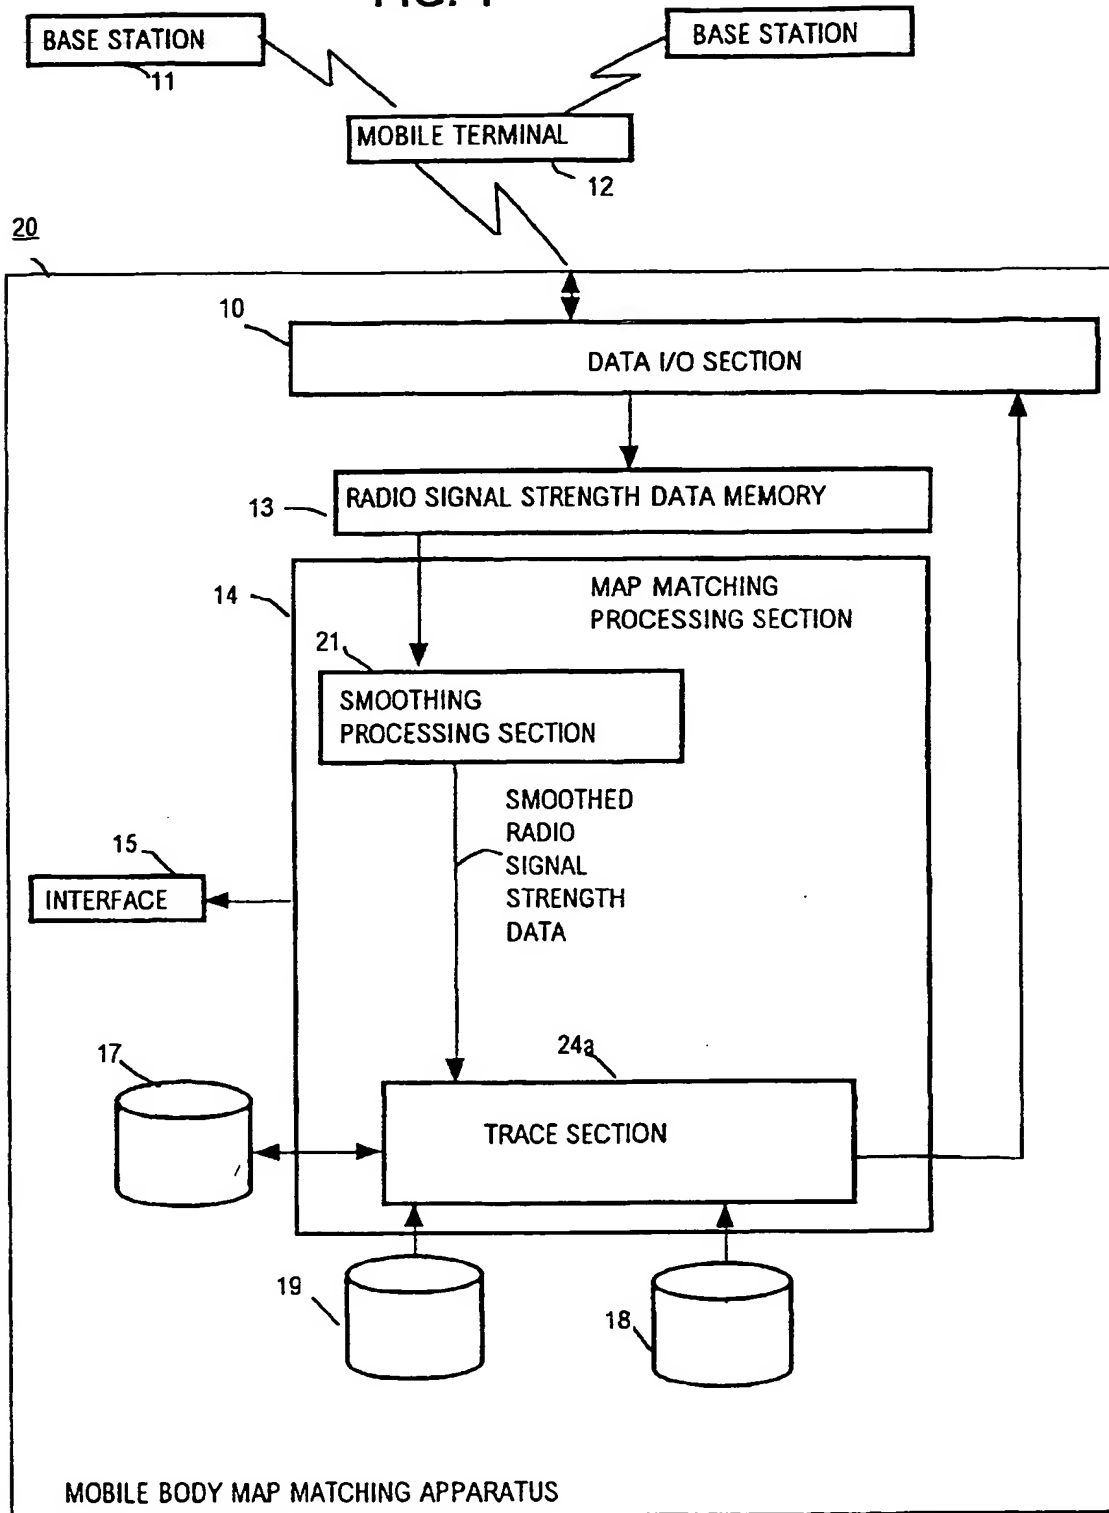 FIG. 1
BASE STATION
11
BASE STATION
MOBILE TERMINAL
12
20
10
DATA I/O SECTION
13
RADIO SIGNAL STRENGTH DATA MEMORY
14
MAP MATCHING
PROCESSING SECTION
21
SMOOTHING
PROCESSING SECTION
SMOOTHED
RADIO
SIGNAL
STRENGTH
DATA
15
INTERFACE
17
24a
TRACE SECTION
19
18
MOBILE BODY MAP MATCHING APPARATUS